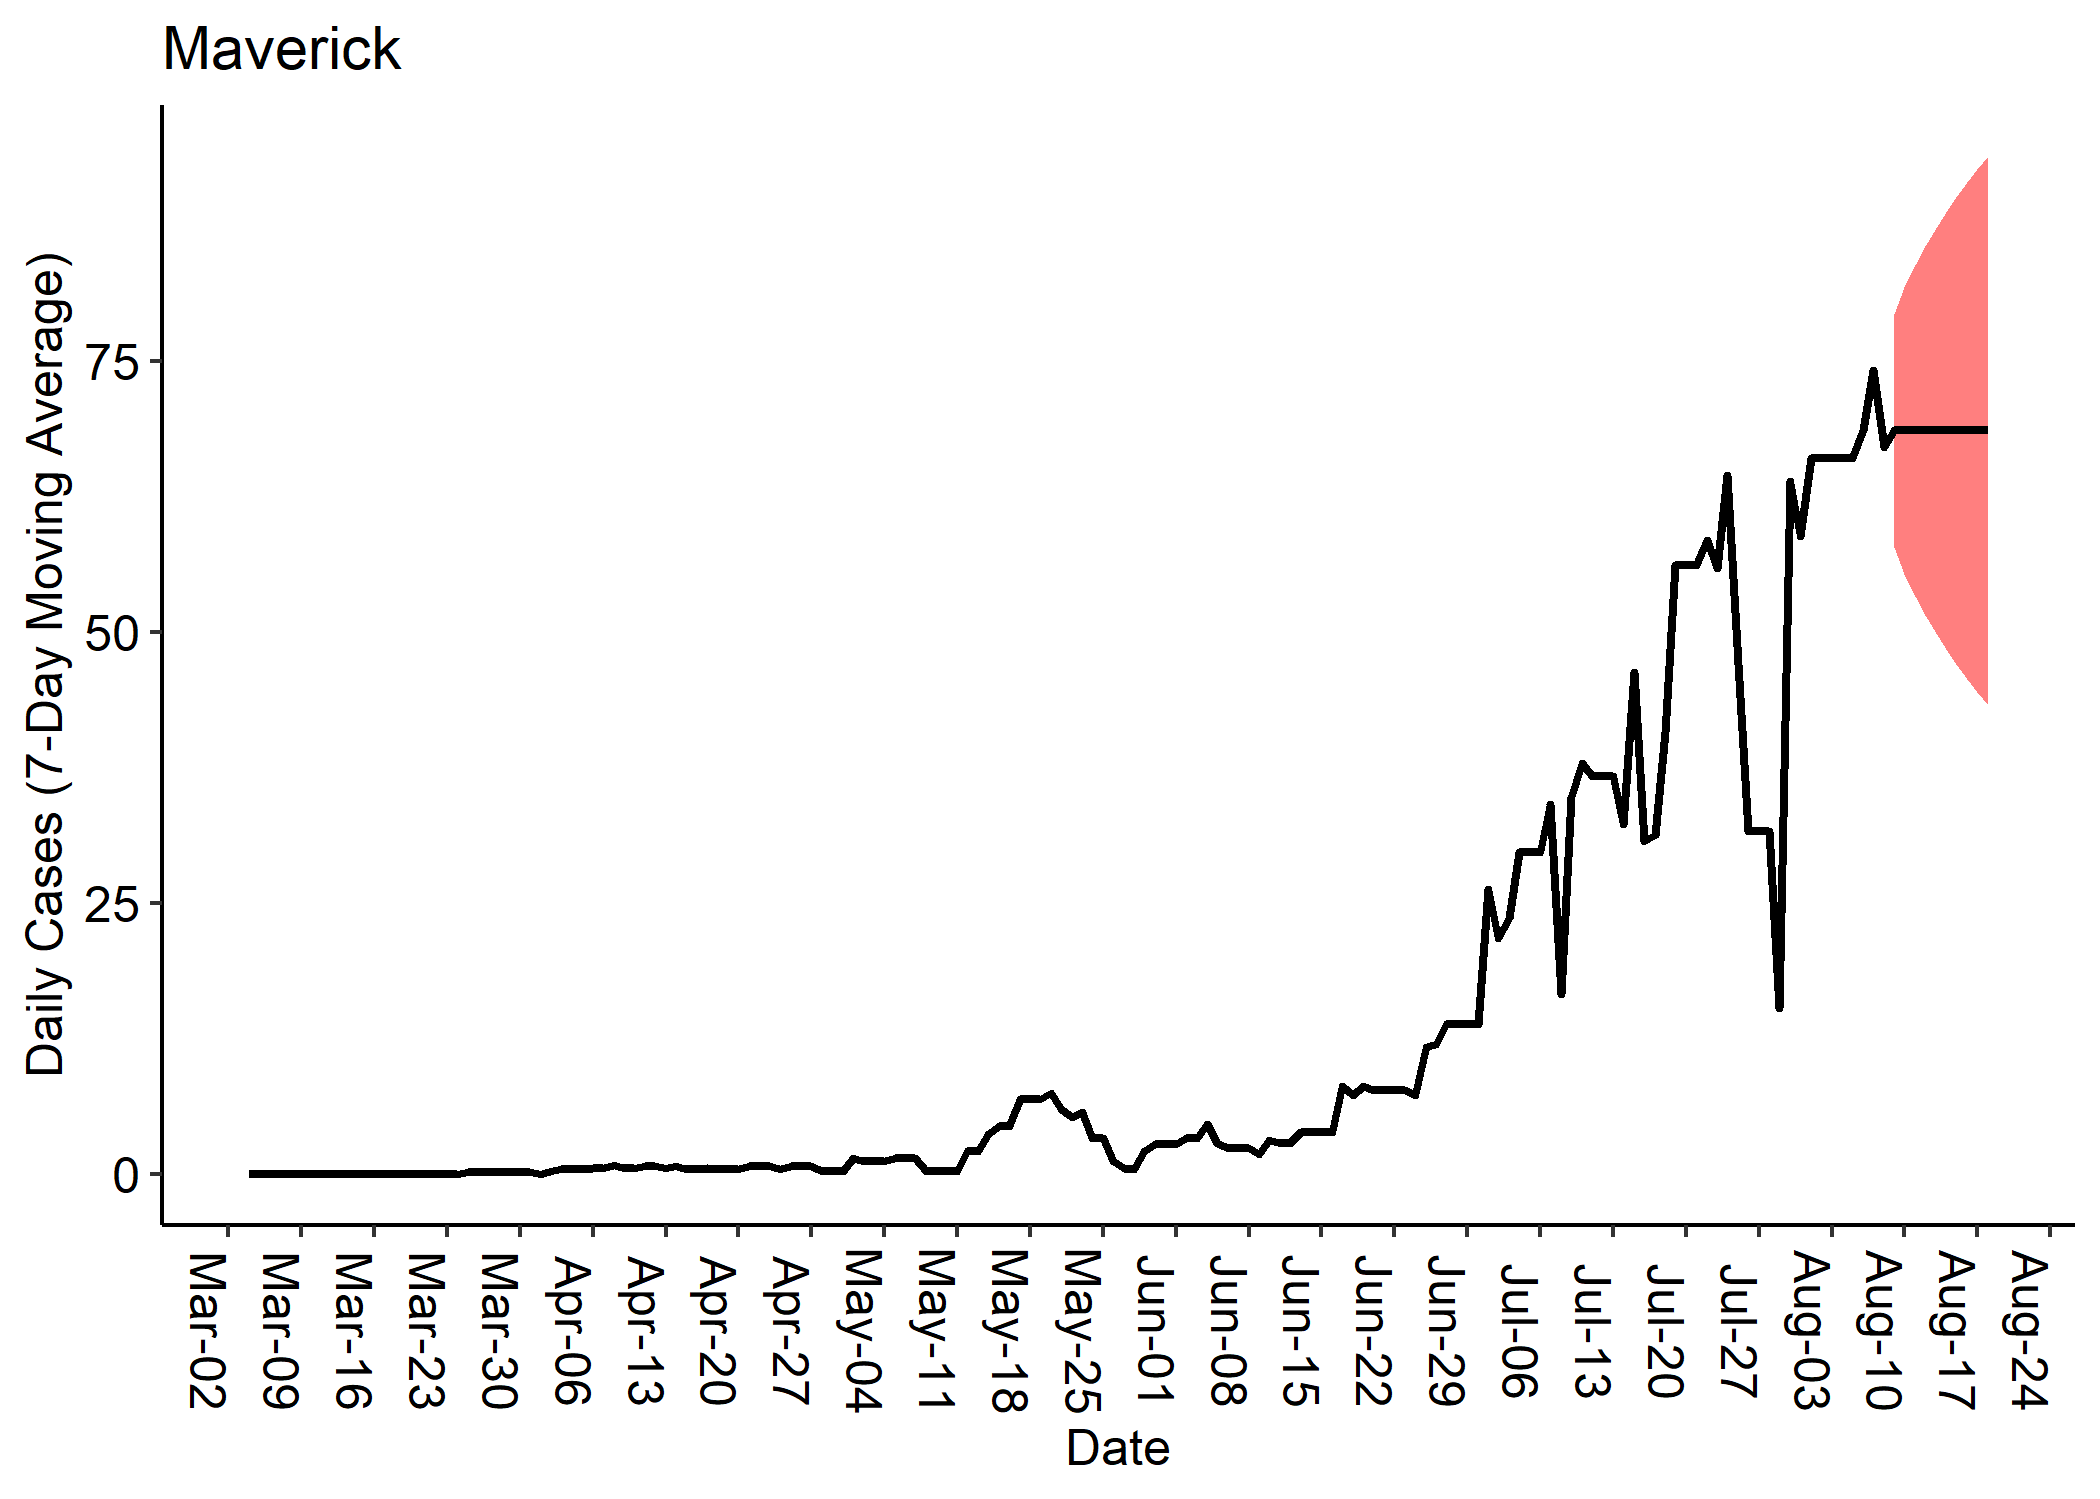 Maverick
Daily Cases (7-Day Moving Average)
75
50
25
0
Mar-02
Mar-09
Mar-16
Mar-23
Mar-30
Apr-06
Apr-13
Apr-20
Apr-27
May-04
May-11
May-18
May-25
Jun-01
Jun-08
Jun-15
Jun-22
Jun-29
Jul-06
Jul-13
Jul-20
Jul-27
Aug-03
Aug-10
Aug-17
Aug-24
Date